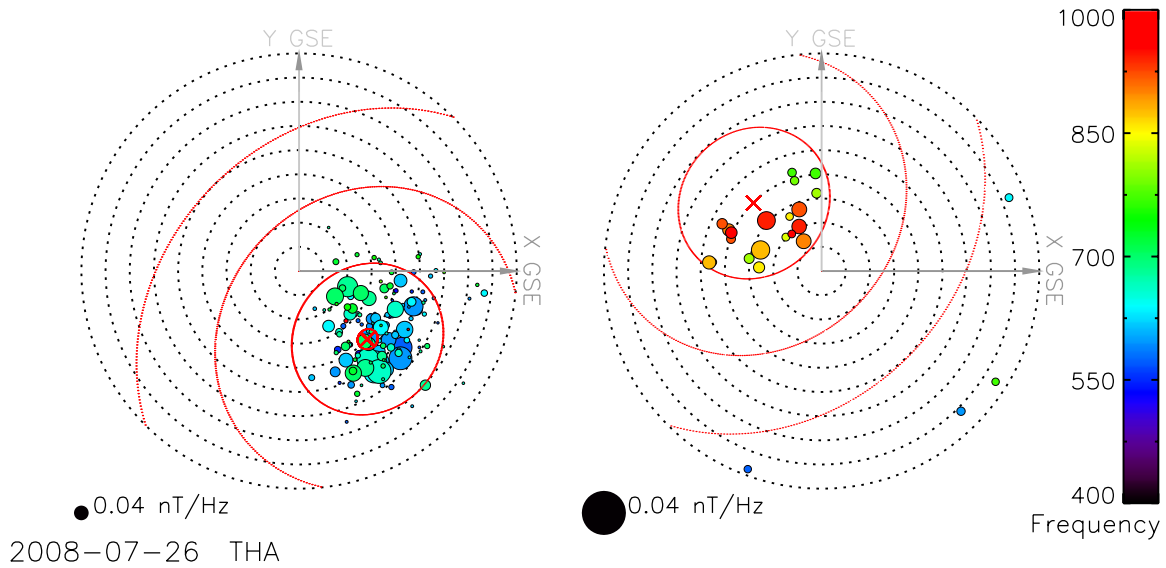 Y GSE
X GSE
0.04 nT/Hz
2008-07-26 THA
Y GSE
X GSE
0.04 nT/Hz
1000
850
700
550
400
Frequency